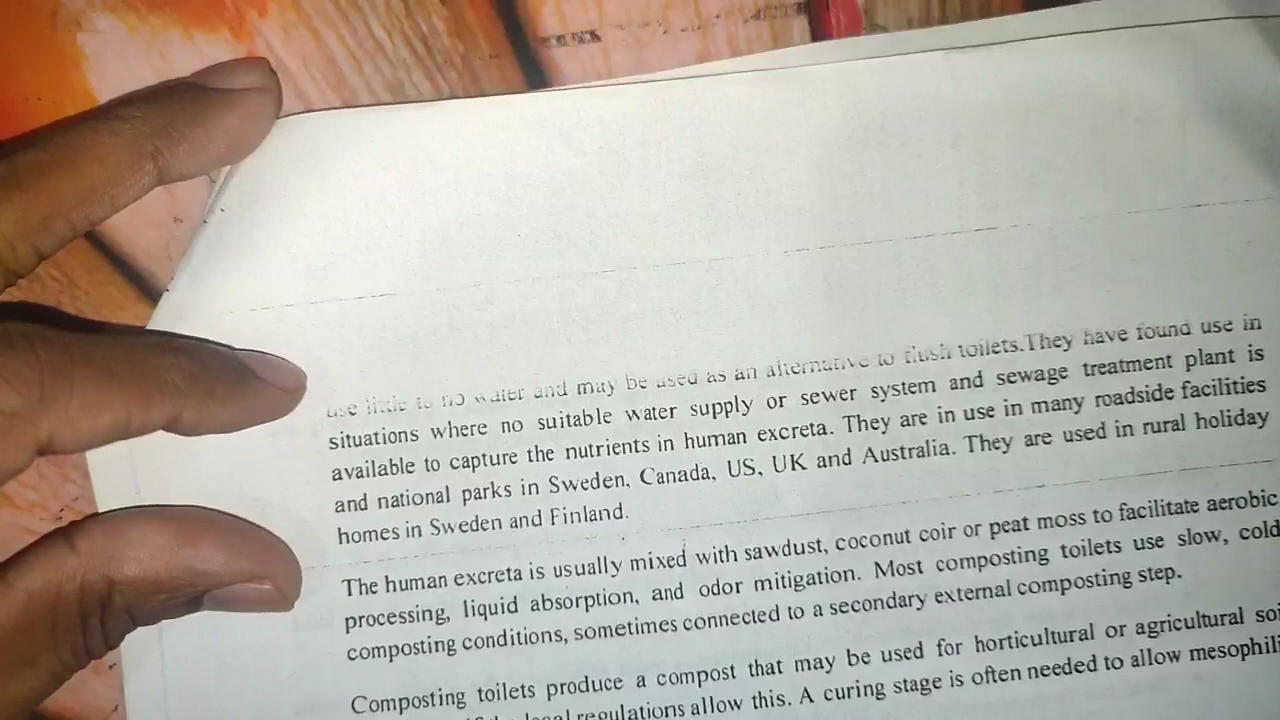 use little to no water and may be used as an alternative to flush toilets.They have found use in
situations where no suitable water supply or sewer system and sewage treatment plant is
available to capture the nutrients in human excreta. They are in use in many roadside facilities
and national parks in Sweden, Canada, US, UK and Australia. They are used in rural holiday
homes in Sweden and Finland.
The human excreta is usually mixed with sawdust, coconut coir or peat moss to facilitate aerobic
processing, liquid absorption, and odor mitigation. Most composting toilets use slow, cold
composting conditions, sometimes connected to a secondary external composting step.
Composting toilets produce a compost that may be used for horticultural or agricultural
local regulations allow this. A curing stage is often needed to allow